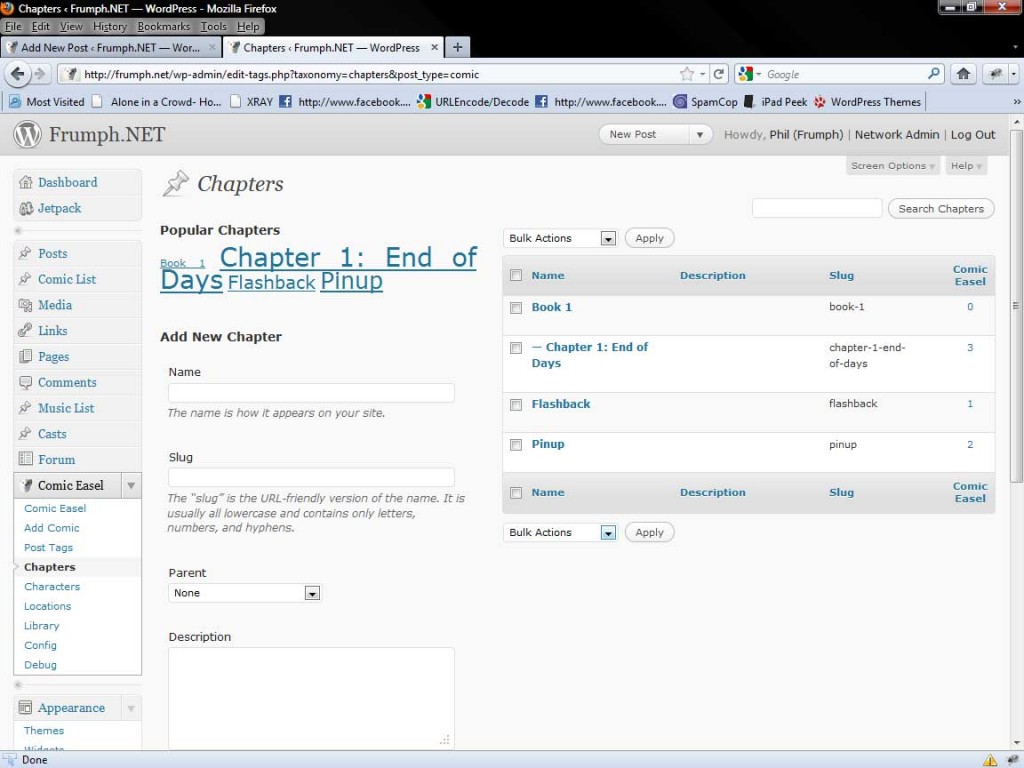 Chapters ‹ Frumph.NET — WordPress - Mozilla Firefox
File Edit View History Bookmarks Tools Help
Add New Post ‹ Frumph.NET — Wor... Chapters ‹ Frumph.NET — WordPress
http://frumph.net/wp-admin/edit-tags.php?taxonomy=chapters&post_type=comic Google
Most Visited Alone in a Crowd- Ho... XRAY http://www.facebook.... URLEncode/Decode http://www.facebook.... SpamCop iPad Peek WordPress Themes
Frumph.NET New Post Howdy, Phil (Frumph) | Network Admin | Log Out
Screen Options Help
Dashboard
Jetpack
Posts
Comic List
Media
Links
Pages
Comments
Music List
Casts
Forum
Comic Easel
Comic Easel
Add Comic
Post Tags
Chapters
Characters
Locations
Library
Config
Debug
Appearance
Themes
Widgets
Chapters
Popular Chapters
Book 1 Chapter 1: End of
Days Flashback Pinup
Add New Chapter
Name
The name is how it appears on your site.
Slug
The “slug” is the URL-friendly version of the name. It is
usually all lowercase and contains only letters,
numbers, and hyphens.
Parent
None
Description
Search Chapters
Bulk Actions Apply
Name Description Slug Comic
Easel
Book 1 book-1 0
— Chapter 1: End of chapter-1-end- 3
Days of-days
Flashback flashback 1
Pinup pinup 2
Name Description Slug Comic
Easel
Bulk Actions Apply
Done